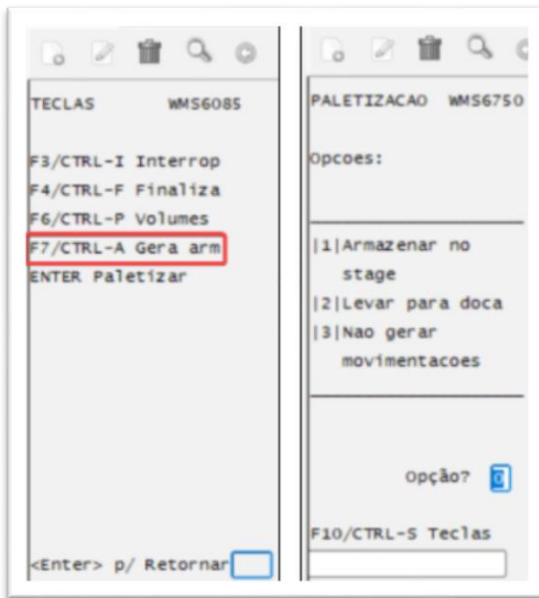 TECLAS WMS6085
F3/CTRL-I Interrop
F4/CTRL-F Finaliza
F6/CTRL-P Volumes
F7/CTRL-A Gera arm
ENTER Paletizar
<Enter> p/ Retornar
PALETIZACAO WMS6750
Opcoes:
|1|Armazenar no
stage
|2|Levar para doca
|3|Nao gerar
movimentacoes
Opção? 0
F10/CTRL-S Teclas